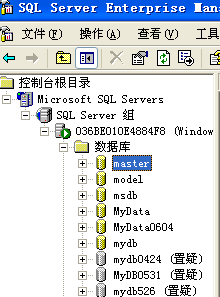 SQL Server Enterprise Man
文件(F) 操作(A) 查看(V) 工具
控制台根目录
Microsoft SQL Servers
SQL Server 组
036BE010E4884F8 (Window
数据库
master
model
msdb
MyData
MyData0604
mydb
mydb0424 (置疑)
MyDB0531 (置疑)
mydb526 (置疑)